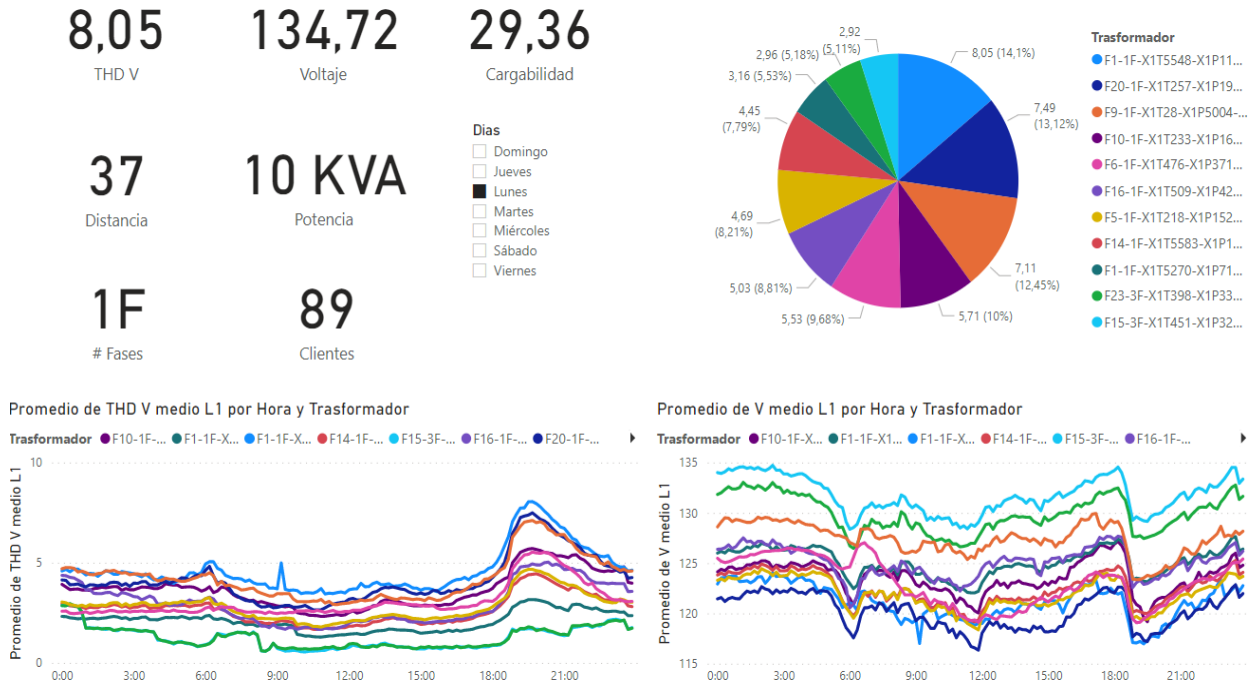 8,05
THD V
134,72
Voltaje
29,36
Cargabilidad
37
Distancia
10 KVA
Potencia
Dias
Domingo
Jueves
Lunes
Martes
Miércoles
Sábado
Viernes
1F
# Fases
89
Clientes
2,92
(5,11%)
2,96 (5,18%)
3,16 (5,53%)
4,45
(7,79%)
4,69
(8,21%)
5,03 (8,81%)
5,53 (9,68%)
5,71 (10%)
7,11
(12,45%)
7,49
(13,12%)
8,05 (14,1%)
Trasformador
F1-1F-X1T5548-X1P11...
F20-1F-X1T257-X1P19...
F9-1F-X1T28-X1P5004-...
F10-1F-X1T233-X1P16...
F6-1F-X1T476-X1P371...
F16-1F-X1T509-X1P42...
F5-1F-X1T218-X1P152...
F14-1F-X1T5583-X1P1...
F1-1F-X1T5270-X1P71...
F23-3F-X1T398-X1P33...
F15-3F-X1T451-X1P32...
Promedio de THD V medio L1 por Hora y Trasformador
Trasformador F10-1F-... F1-1F-X... F1-1F-X... F14-1F-... F15-3F-... F16-1F-... F20-1F-...
Promedio de THD V medio L1
10
5
0
0:00 3:00 6:00 9:00 12:00 15:00 18:00 21:00
Promedio de V medio L1 por Hora y Trasformador
Trasformador F10-1F-X... F1-1F-X1... F1-1F-X... F14-1F-... F15-3F-... F16-1F-...
Promedio de V medio L1
135
130
125
120
115
0:00 3:00 6:00 9:00 12:00 15:00 18:00 21:00